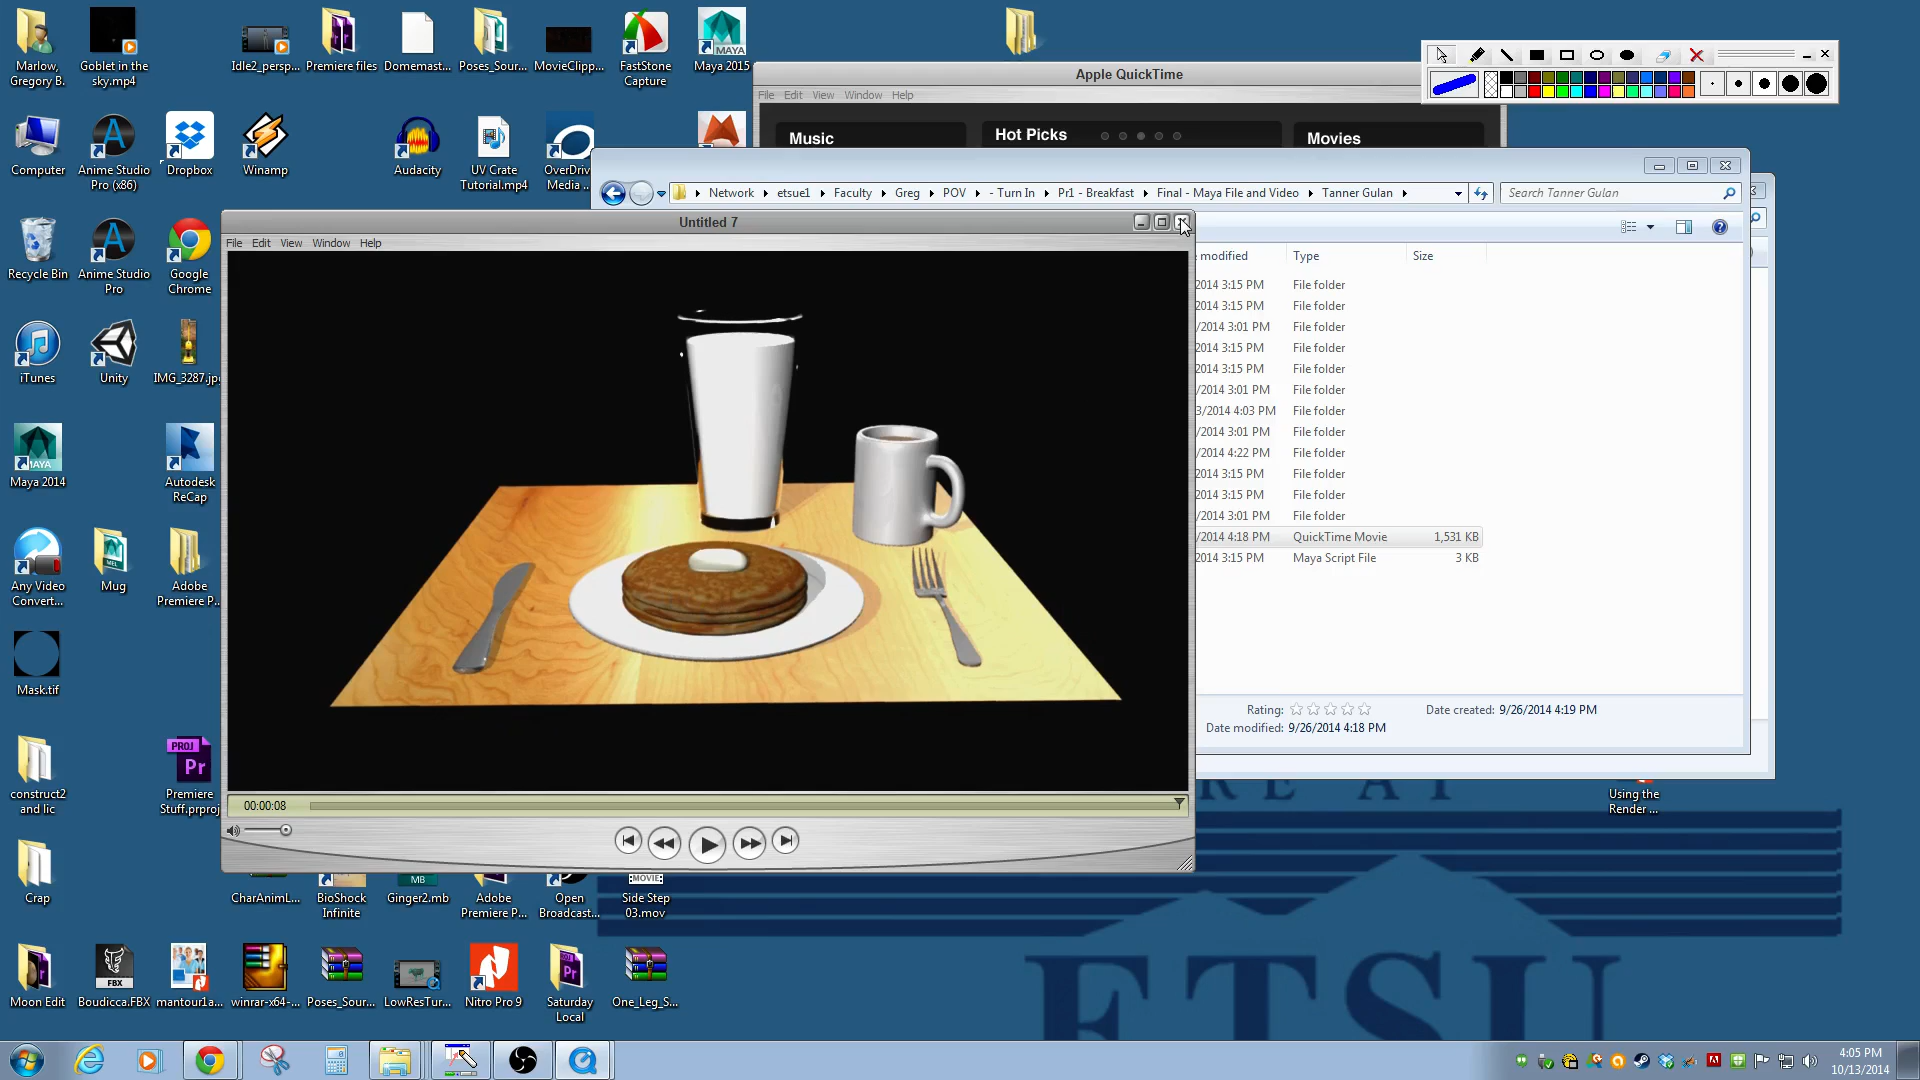 Marlow, Gregory B.
Goblet in the sky.mp4
Idle2_persp...
Premiere files
Domemast...
Poses_Sour...
MovieClipp...
FastStone Capture
Maya 2015
MAYA
Apple QuickTime
File Edit View Window Help
Music
Hot Picks
Movies
Computer
Anime Studio Pro (x86)
Dropbox
Winamp
Audacity
UV Crate Tutorial.mp4
OverDriv... Media ...
Network
etsue1
Faculty
Greg
POV
- Turn In
Pr1 - Breakfast
Final - Maya File and Video
Tanner Gulan
Search Tanner Gulan
Untitled 7
File Edit View Window Help
modified
Type
Size
2014 3:15 PM File folder
2014 3:15 PM File folder
/2014 3:01 PM File folder
2014 3:15 PM File folder
2014 3:15 PM File folder
/2014 3:01 PM File folder
3/2014 4:03 PM File folder
/2014 3:01 PM File folder
/2014 4:22 PM File folder
2014 3:15 PM File folder
2014 3:15 PM File folder
/2014 3:01 PM File folder
/2014 4:18 PM QuickTime Movie 1,531 KB
2014 3:15 PM Maya Script File 3 KB
Rating:
Date created: 9/26/2014 4:19 PM
Date modified: 9/26/2014 4:18 PM
Recycle Bin
Anime Studio Pro
Google Chrome
iTunes
Unity
IMG_3287.jp
Maya 2014
MAYA
Autodesk ReCap
Any Video Convert...
Mug
Adobe Premiere P...
Mask.tif
construct2 and lic
PROJ
Pr
Premiere Stuff.prproj
00:00:08
Using the Render ...
RE AT
Crap
CharAnimL...
BioShock Infinite
MB
Ginger2.mb
Adobe Premiere P...
Open Broadcast...
MOVIE
Side Step 03.mov
ETSU
Moon Edit
FBX
Boudicca.FBX
mantour1a...
winrar-x64-...
Poses_Sour...
LowResTur...
Nitro Pro 9
Pr
Saturday Local
One_Leg_S...
4:05 PM
10/13/2014